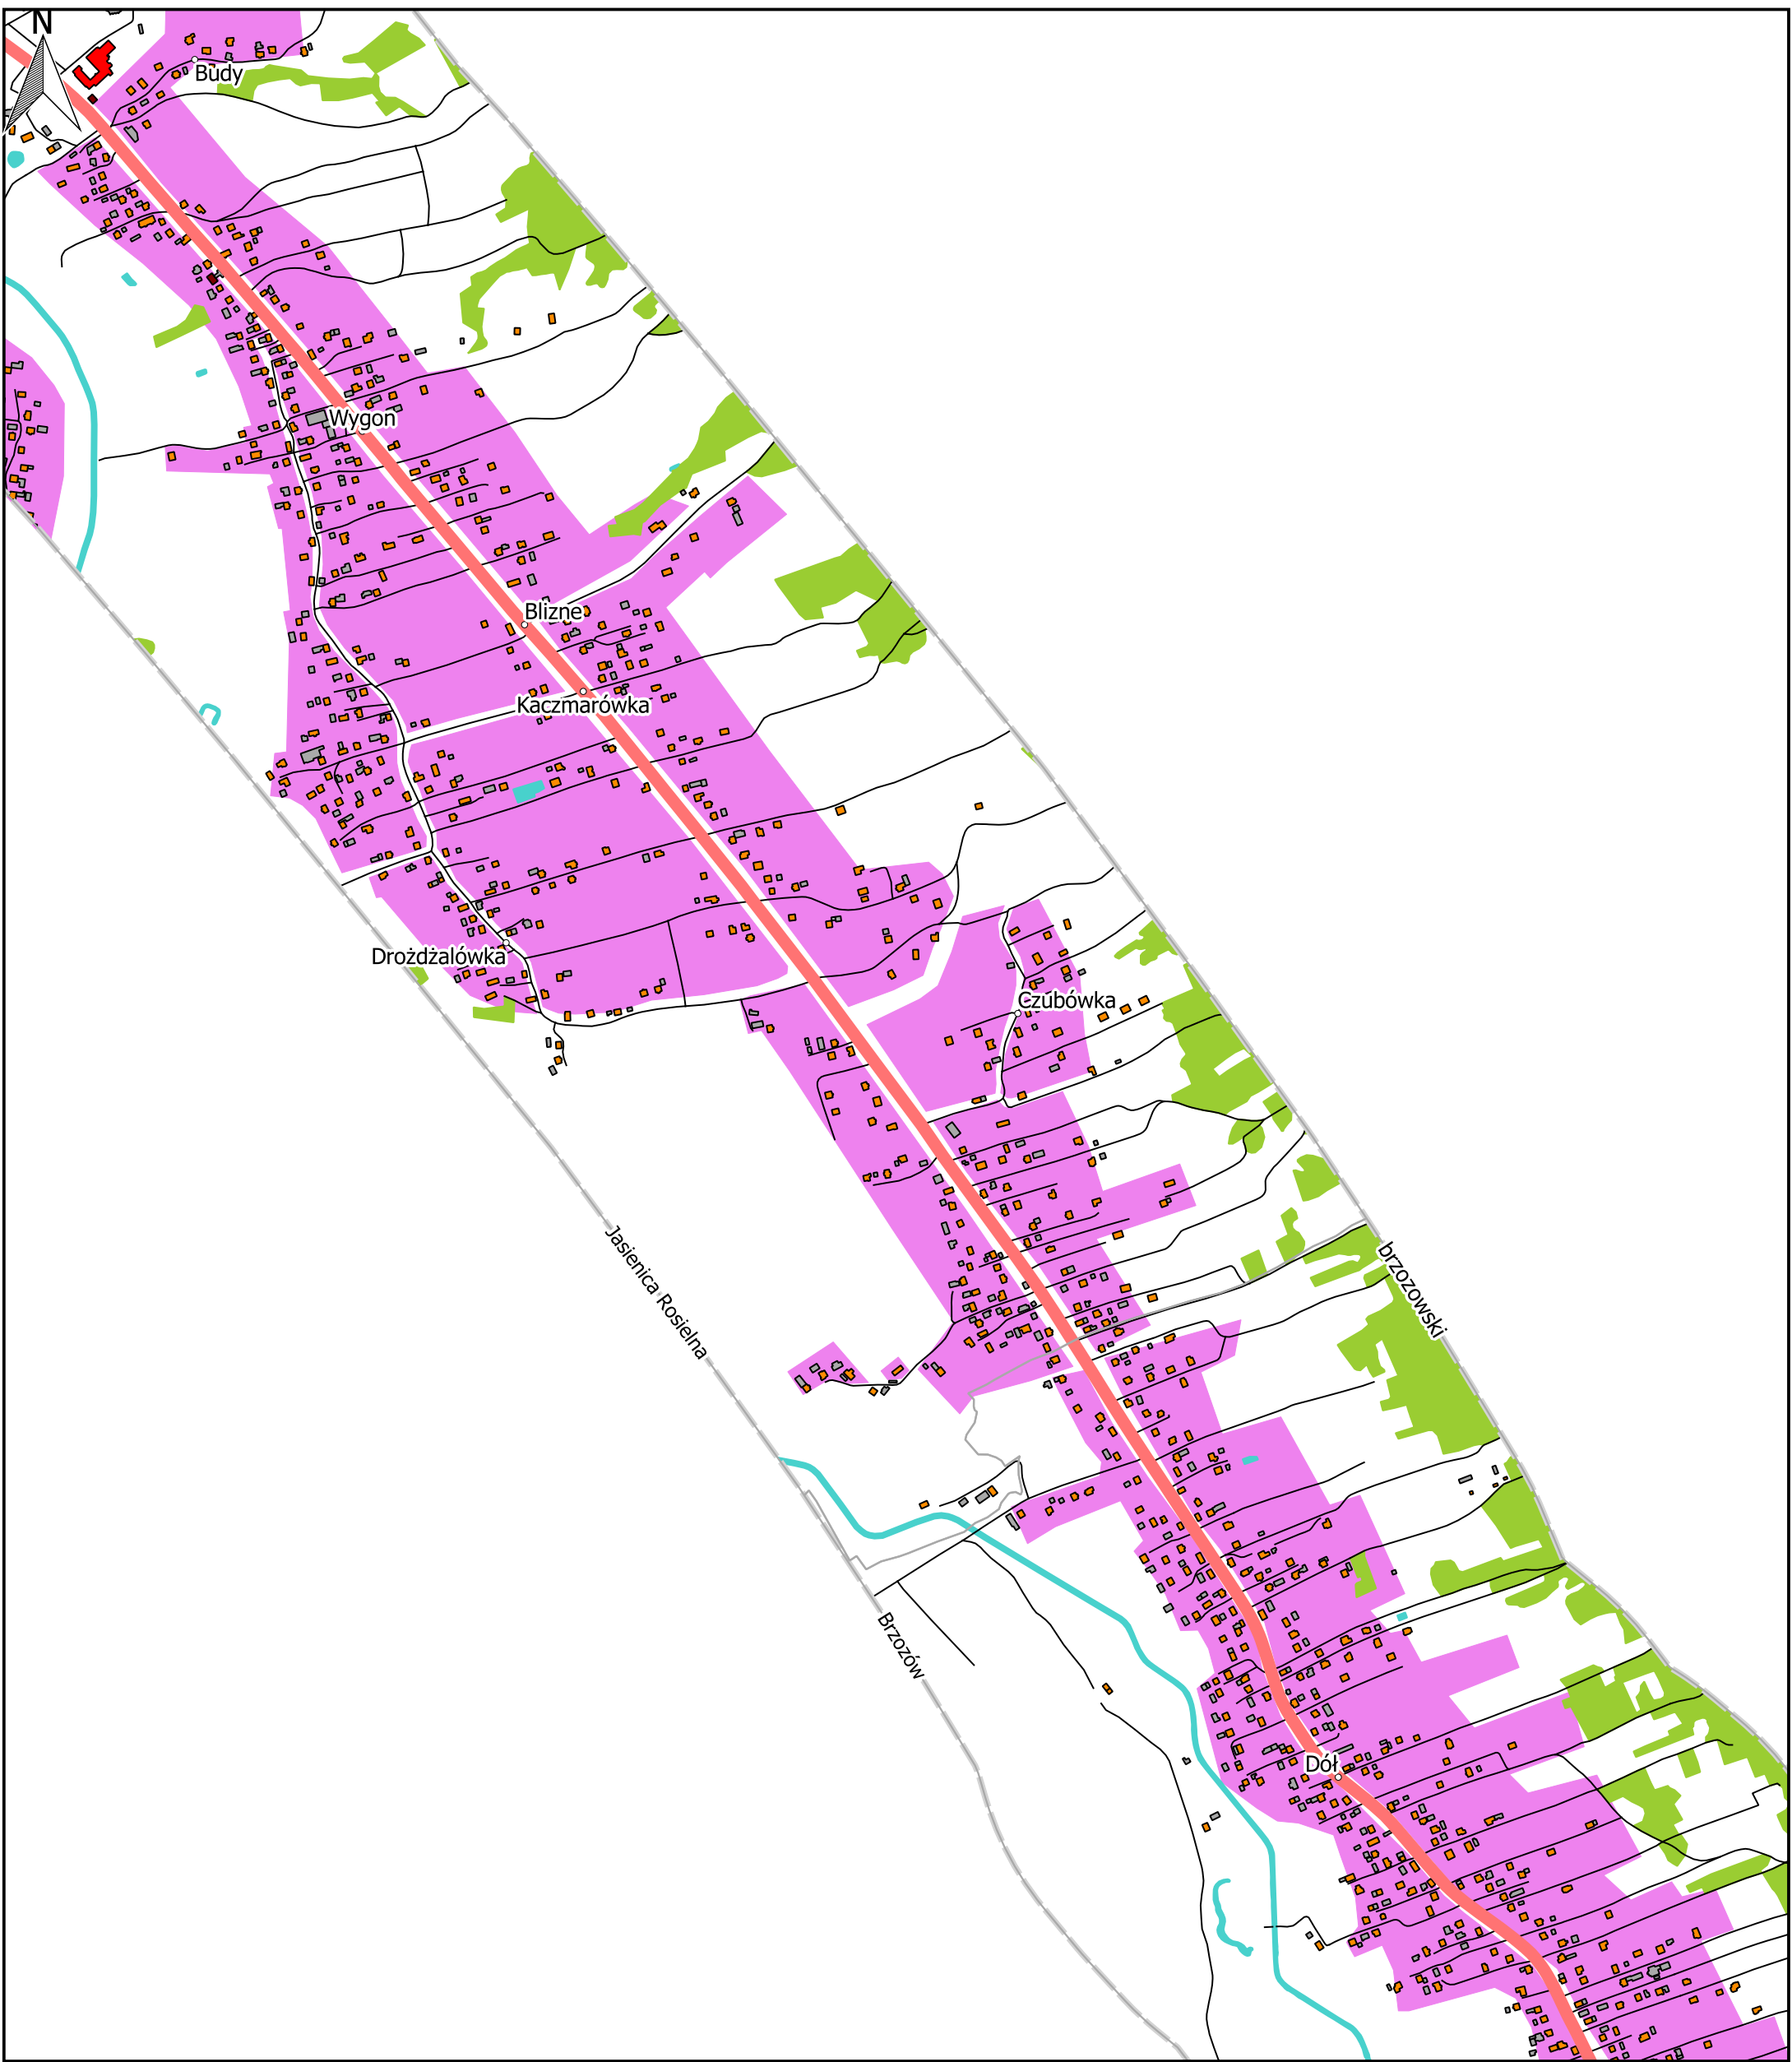 N
Budy
Wygon
Blizne
Kaczmarówka
Drożdżalówka
Czubówka
Jasienica Rosielna
brzozowski
Brzozów
Dół